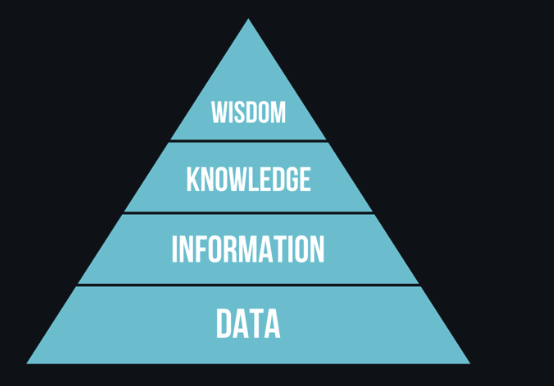 WISDOM
KNOWLEDGE
INFORMATION
DATA